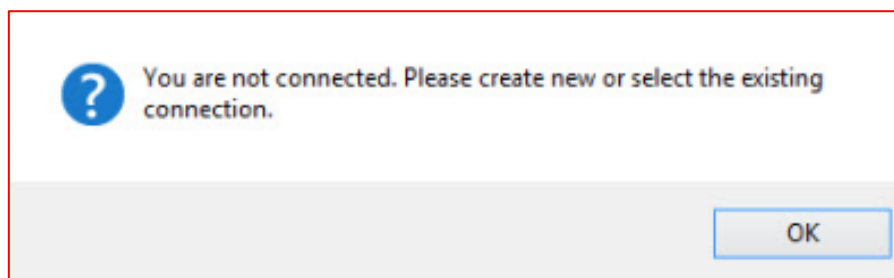 You are not connected. Please create new or select the existing
connection.
OK